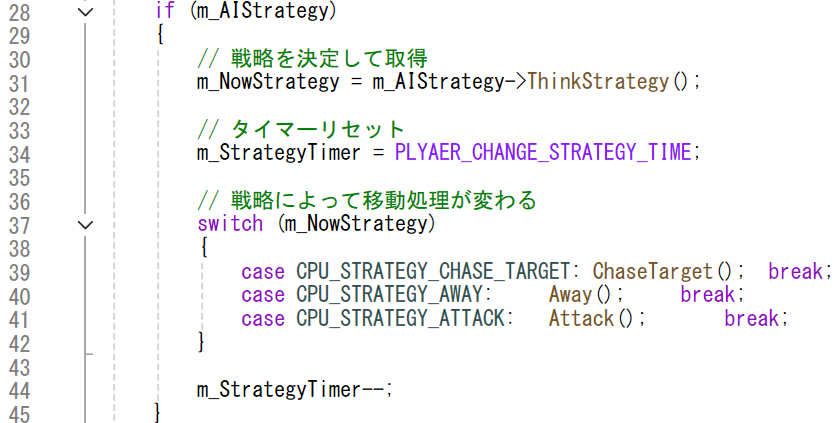 28 if (m_AIStrategy)
29 {
30 // 戦略を決定して取得
31 m_NowStrategy = m_AIStrategy->ThinkStrategy();
32
33 // タイマーリセット
34 m_StrategyTimer = PLYAER_CHANGE_STRATEGY_TIME;
35
36 // 戦略によって移動処理が変わる
37 switch (m_NowStrategy)
38 {
39 case CPU_STRATEGY_CHASE_TARGET: ChaseTarget(); break;
40 case CPU_STRATEGY_AWAY: Away(); break;
41 case CPU_STRATEGY_ATTACK: Attack(); break;
42 }
43
44 m_StrategyTimer--;
45 }